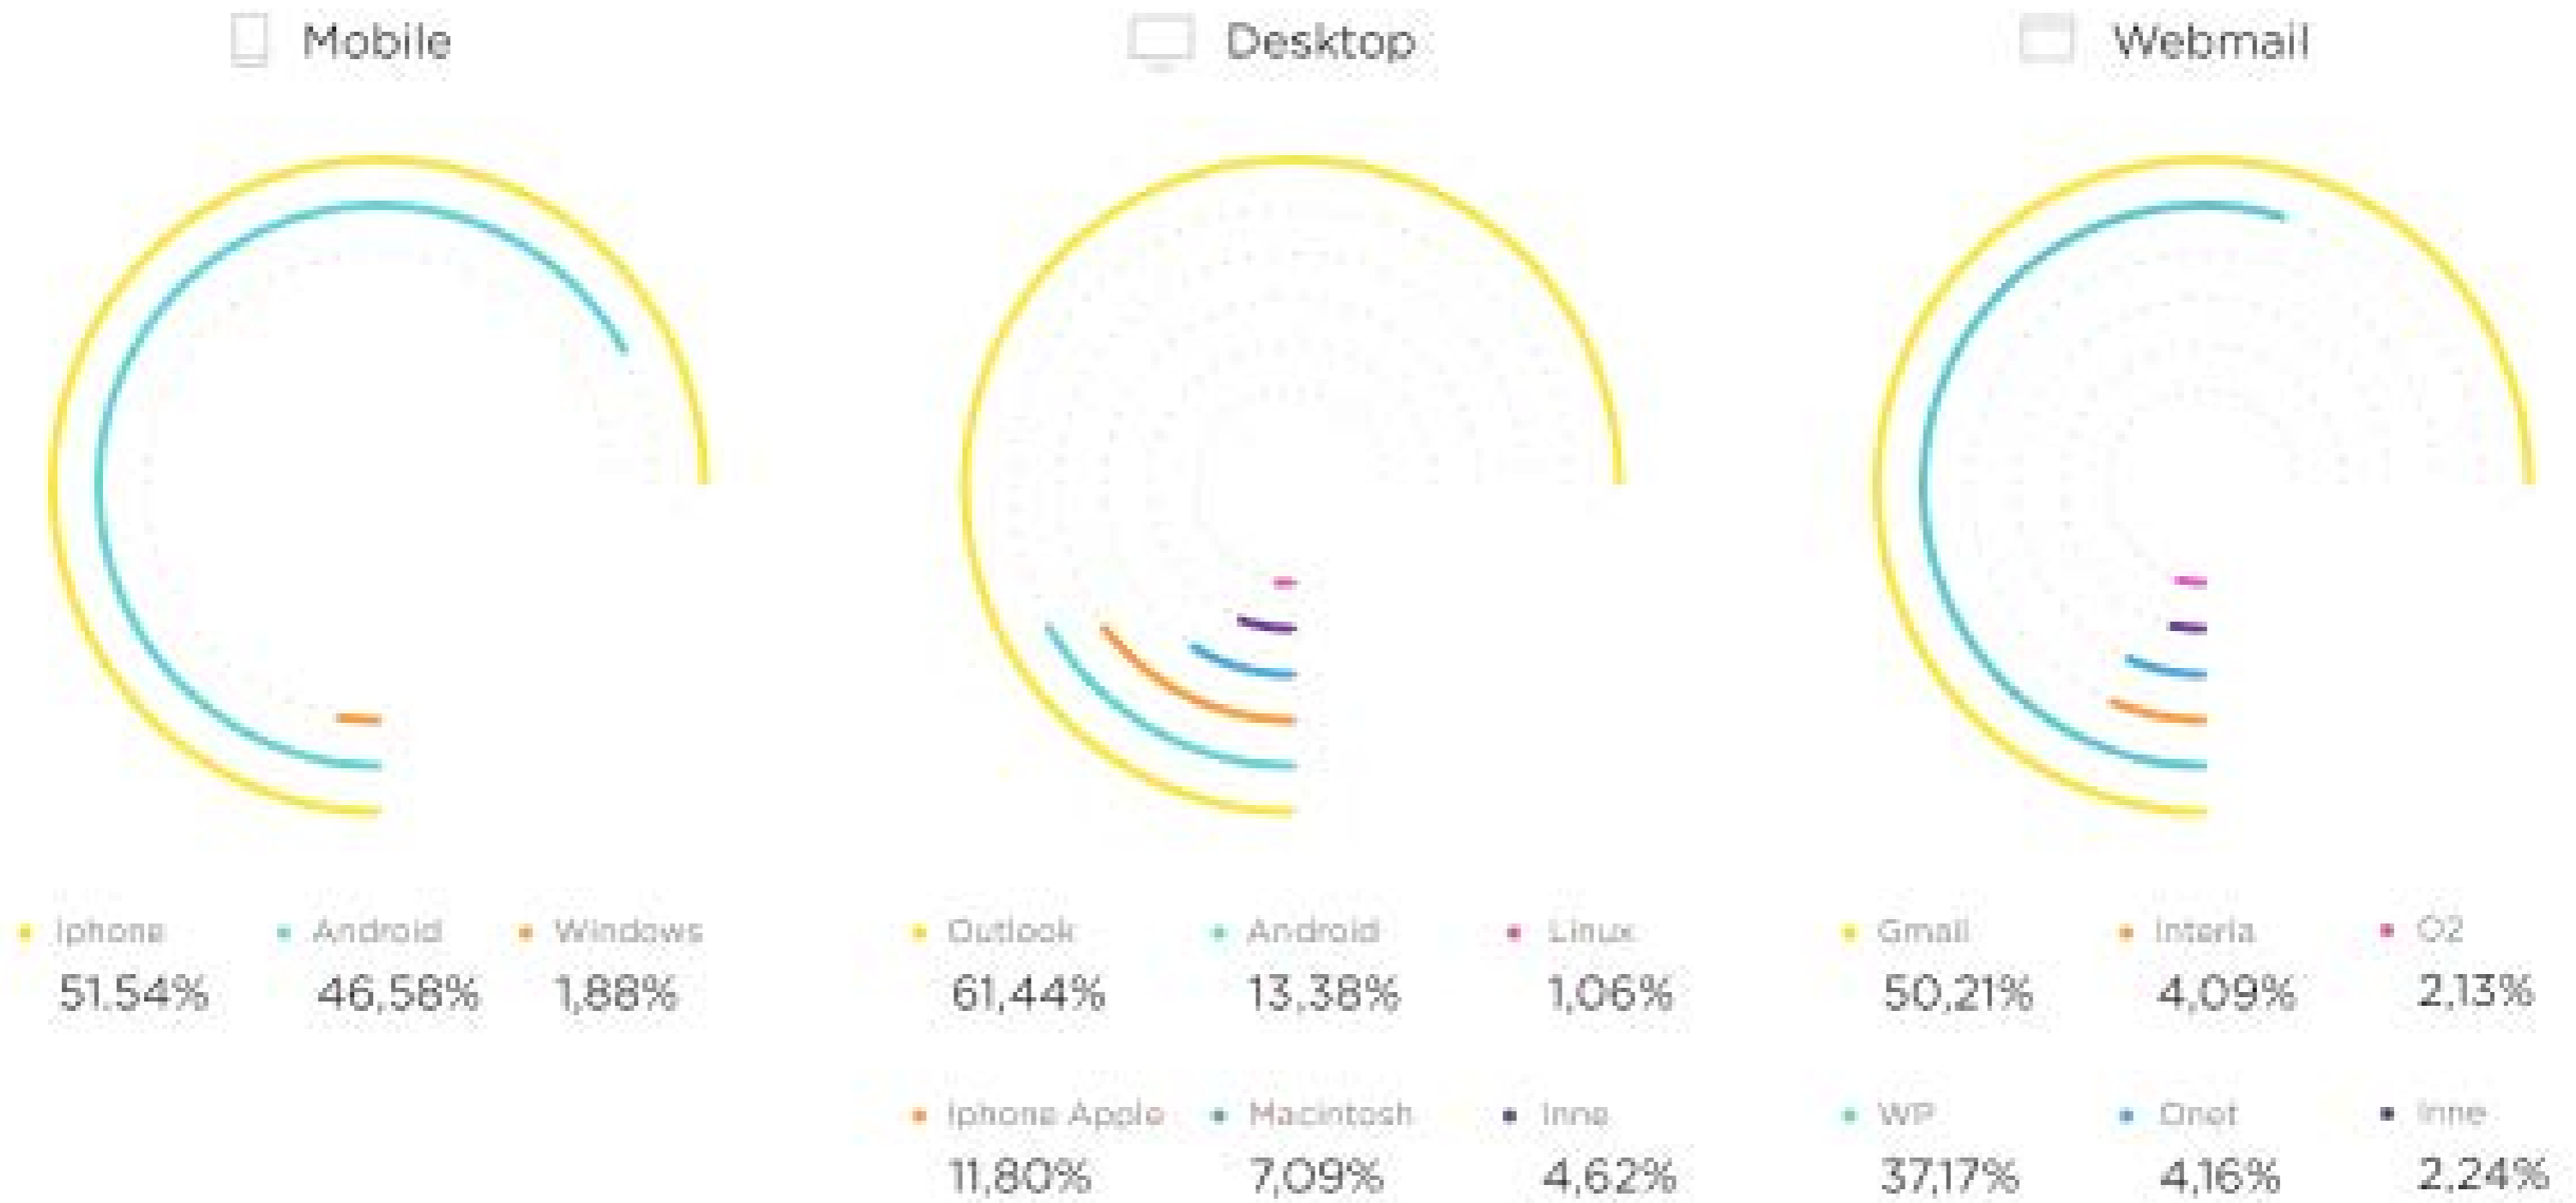 Mobile Desktop Webmail
Iphone Android Windows Outlook Android Linux Gmail Interia O2
51.54% 46,58% 1,88% 61,44% 13,38% 1,06% 50,21% 4,09% 2,13%
Iphone Apple Macintosh Inne WP Onet Inne
11,80% 7,09% 4,62% 37,17% 4,16% 2,24%